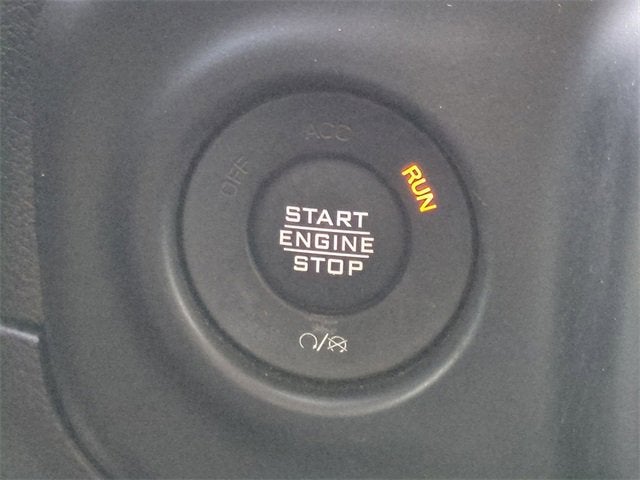 ACC
OFF
RUN
START
ENGINE
STOP